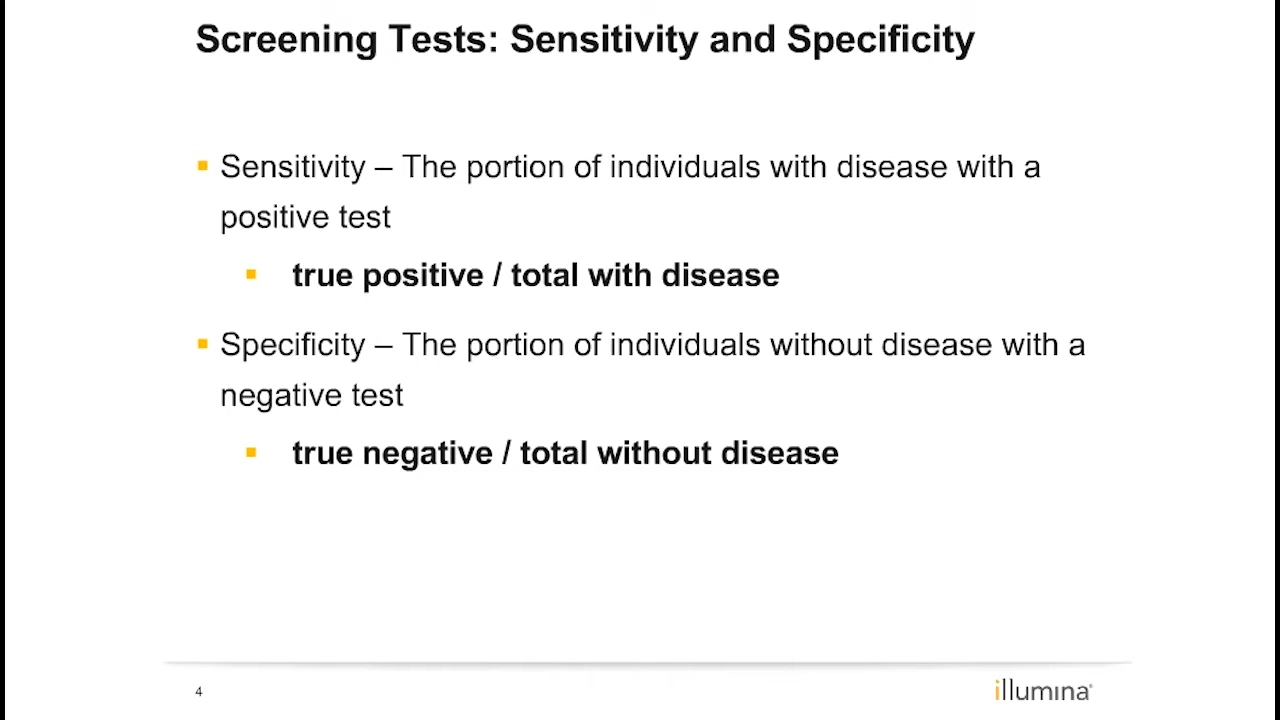 Screening Tests: Sensitivity and Specificity
Sensitivity – The portion of individuals with disease with a
positive test
true positive / total with disease
Specificity – The portion of individuals without disease with a
negative test
true negative / total without disease
4
illumina®